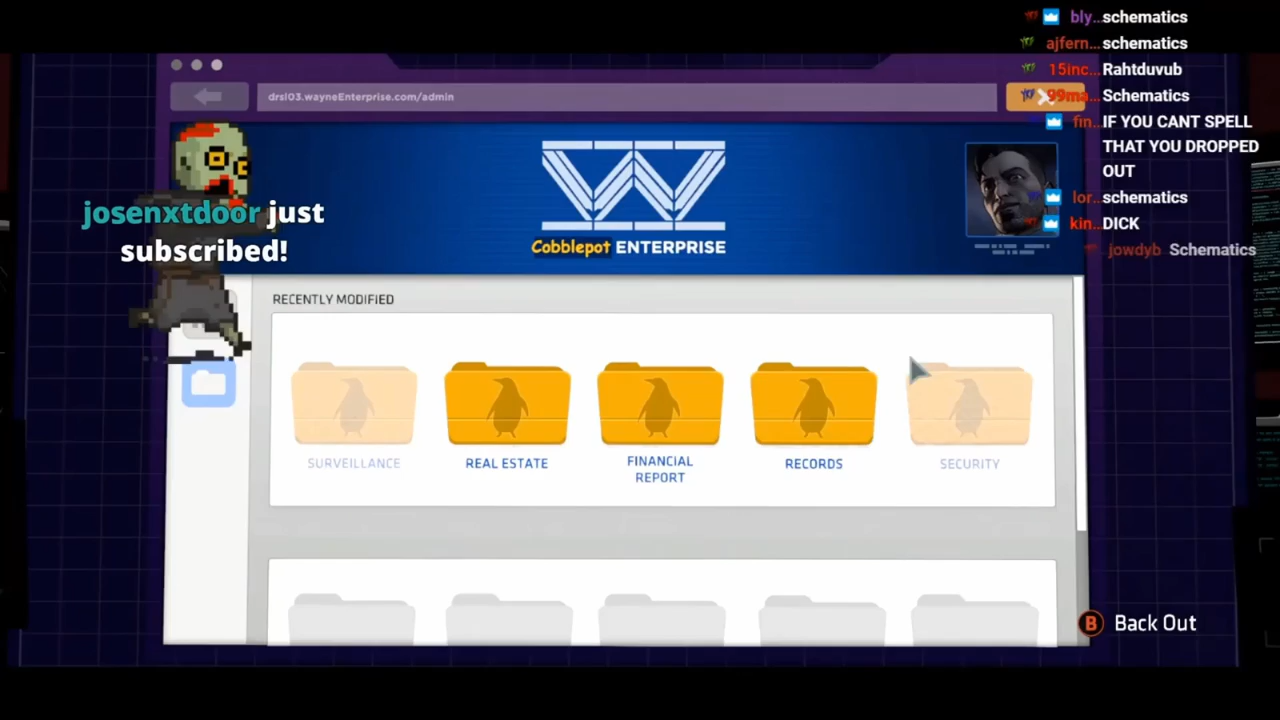 bly… schematics
ajfern… schematics
15inc… Rahtduvub
99ma… Schematics
fin… IF YOU CANT SPELL
THAT YOU DROPPED
OUT
lor… schematics
kin… DICK
jowdyb Schematics
drsl03.wayneEnterprise.com/admin
josenxtdoor just
subscribed!
Cobblepot ENTERPRISE
RECENTLY MODIFIED
SURVEILLANCE
REAL ESTATE
FINANCIAL
REPORT
RECORDS
SECURITY
B Back Out